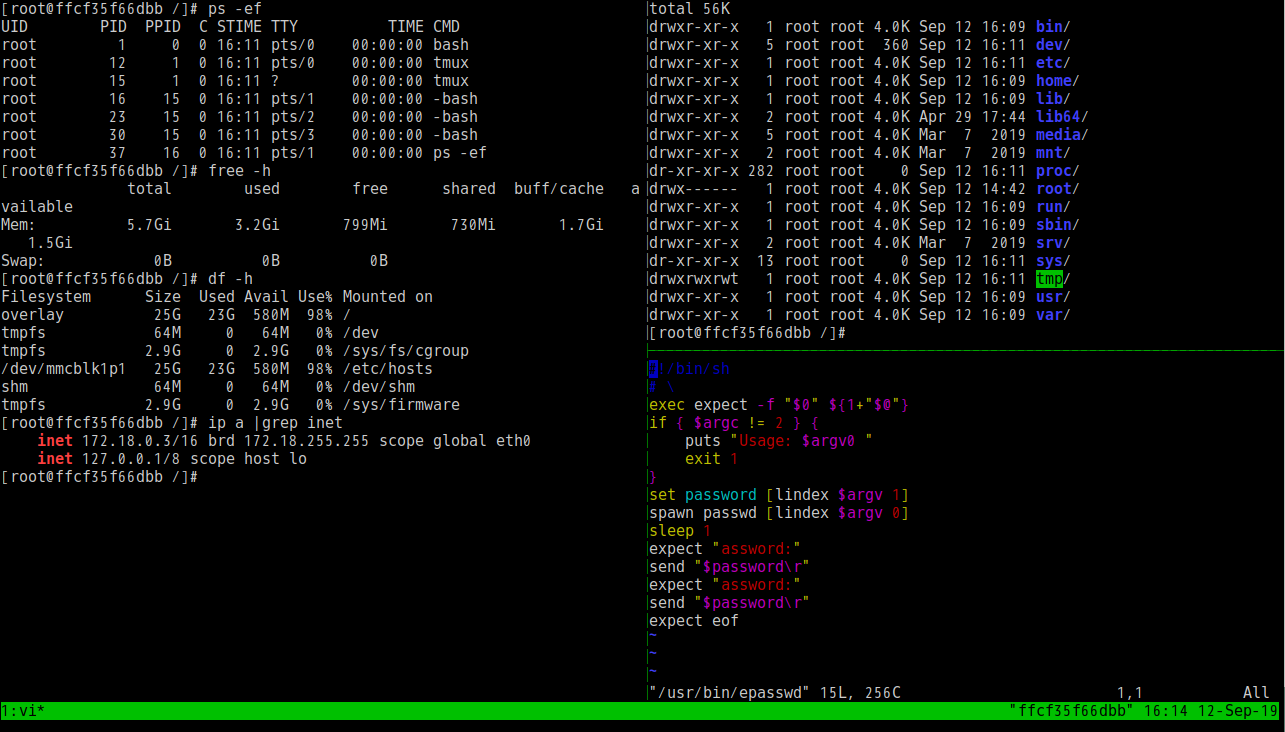 [root@ffcf35f66dbb /]# ps -ef
UID        PID  PPID  C STIME TTY          TIME CMD
root         1     0  0 16:11 pts/0    00:00:00 bash
root        12     1  0 16:11 pts/0    00:00:00 tmux
root        15     1  0 16:11 ?        00:00:00 tmux
root        16    15  0 16:11 pts/1    00:00:00 -bash
root        23    15  0 16:11 pts/2    00:00:00 -bash
root        30    15  0 16:11 pts/3    00:00:00 -bash
root        37    16  0 16:11 pts/1    00:00:00 ps -ef
[root@ffcf35f66dbb /]# free -h
              total        used        free      shared  buff/cache   a
vailable
Mem:          5.7Gi       3.2Gi       799Mi       730Mi       1.7Gi
   1.5Gi
Swap:            0B          0B          0B
[root@ffcf35f66dbb /]# df -h
Filesystem      Size  Used Avail Use% Mounted on
overlay          25G   23G  580M  98% /
tmpfs            64M     0   64M   0% /dev
tmpfs           2.9G     0  2.9G   0% /sys/fs/cgroup
/dev/mmcblk1p1   25G   23G  580M  98% /etc/hosts
shm              64M     0   64M   0% /dev/shm
tmpfs           2.9G     0  2.9G   0% /sys/firmware
[root@ffcf35f66dbb /]# ip a |grep inet
    inet 172.18.0.3/16 brd 172.18.255.255 scope global eth0
    inet 127.0.0.1/8 scope host lo
[root@ffcf35f66dbb /]#
total 56K
drwxr-xr-x   1 root root 4.0K Sep 12 16:09 bin/
drwxr-xr-x   5 root root  360 Sep 12 16:11 dev/
drwxr-xr-x   1 root root 4.0K Sep 12 16:11 etc/
drwxr-xr-x   1 root root 4.0K Sep 12 16:09 home/
drwxr-xr-x   1 root root 4.0K Sep 12 16:09 lib/
drwxr-xr-x   2 root root 4.0K Apr 29 17:44 lib64/
drwxr-xr-x   5 root root 4.0K Mar  7  2019 media/
drwxr-xr-x   2 root root 4.0K Mar  7  2019 mnt/
dr-xr-xr-x 282 root root    0 Sep 12 16:11 proc/
drwx------   1 root root 4.0K Sep 12 14:42 root/
drwxr-xr-x   1 root root 4.0K Sep 12 16:09 run/
drwxr-xr-x   1 root root 4.0K Sep 12 16:09 sbin/
drwxr-xr-x   2 root root 4.0K Mar  7  2019 srv/
dr-xr-xr-x  13 root root    0 Sep 12 16:11 sys/
drwxrwxrwt   1 root root 4.0K Sep 12 16:11 tmp/
drwxr-xr-x   1 root root 4.0K Sep 12 16:09 usr/
drwxr-xr-x   1 root root 4.0K Sep 12 16:09 var/
[root@ffcf35f66dbb /]#
#!/bin/sh
# \
exec expect -f "$0" ${1+"$@"}
if { $argc != 2 } {
    puts "Usage: $argv0 "
    exit 1
}
set password [lindex $argv 1]
spawn passwd [lindex $argv 0]
sleep 1
expect "assword:"
send "$password\r"
expect "assword:"
send "$password\r"
expect eof
~
~
~
"/usr/bin/epasswd" 15L, 256C                        1,1           All
1:vi*                    "ffcf35f66dbb" 16:14 12-Sep-19